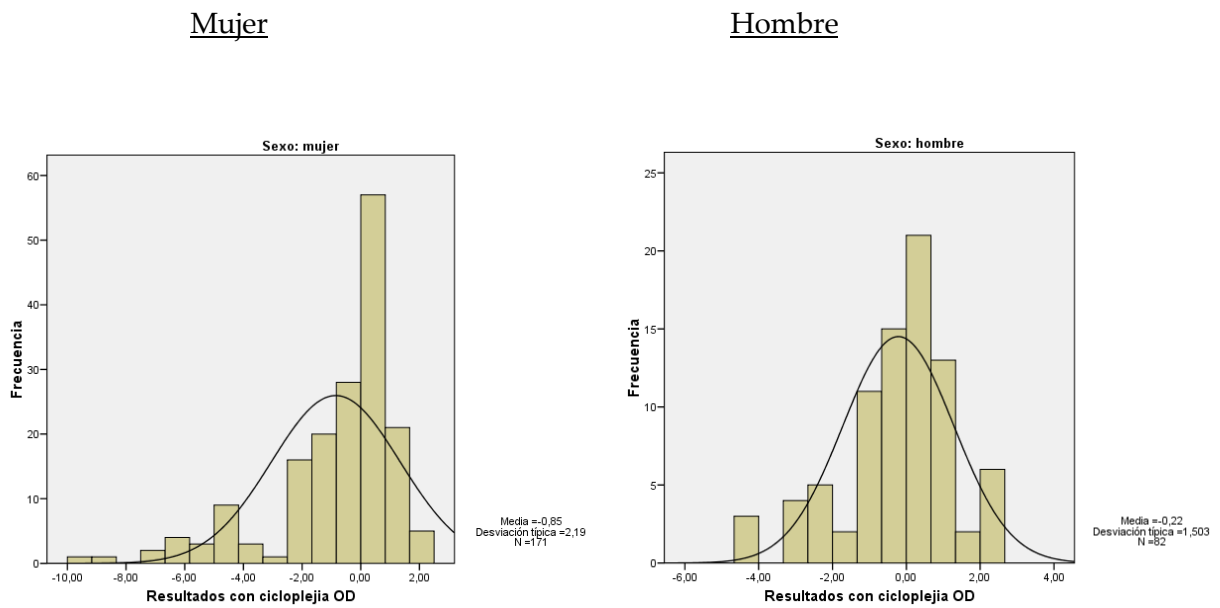 Mujer
Hombre
Sexo: mujer
60
50
40
30
20
10
0
Frecuencia
-10,00 -8,00 -6,00 -4,00 -2,00 0,00 2,00
Resultados con cicloplejia OD
Media =-0,85
Desviación típica =2,19
N =171
Sexo: hombre
25
20
15
10
5
0
Frecuencia
-6,00 -4,00 -2,00 0,00 2,00 4,00
Resultados con cicloplejia OD
Media =-0,22
Desviación típica =1,503
N =82